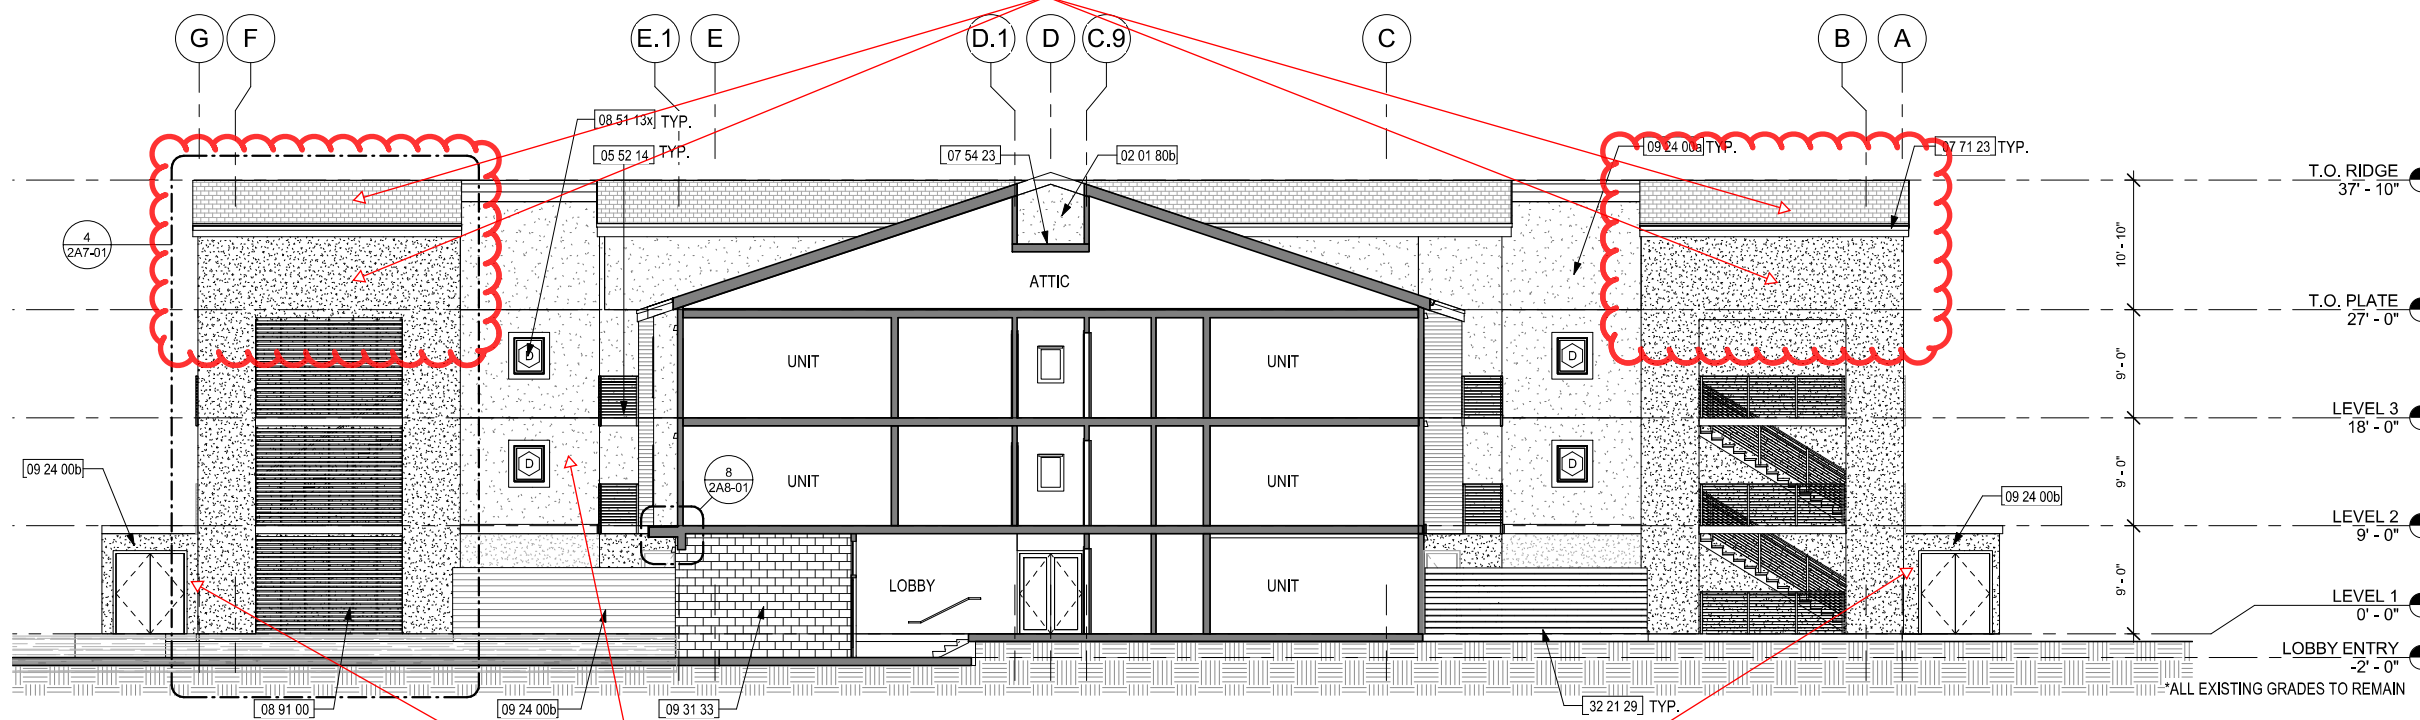 G F E.1 E D.1 D C.9 C B A
08 51 13x TYP.
05 52 14 TYP.
07 54 23
02 01 80b
09 24 00a TYP.
07 71 23 TYP.
T.O. RIDGE
37' - 10"
4
2A7-01
10' - 10"
ATTIC
T.O. PLATE
27' - 0"
D
UNIT
UNIT
D
9' - 0"
LEVEL 3
18' - 0"
09 24 00b
D
8
2A8-01
UNIT
UNIT
D
9' - 0"
09 24 00b
LEVEL 2
9' - 0"
LOBBY
UNIT
9' - 0"
LEVEL 1
0' - 0"
LOBBY ENTRY
-2' - 0"
*ALL EXISTING GRADES TO REMAIN
08 91 00
09 24 00b
09 31 33
32 21 29 TYP.